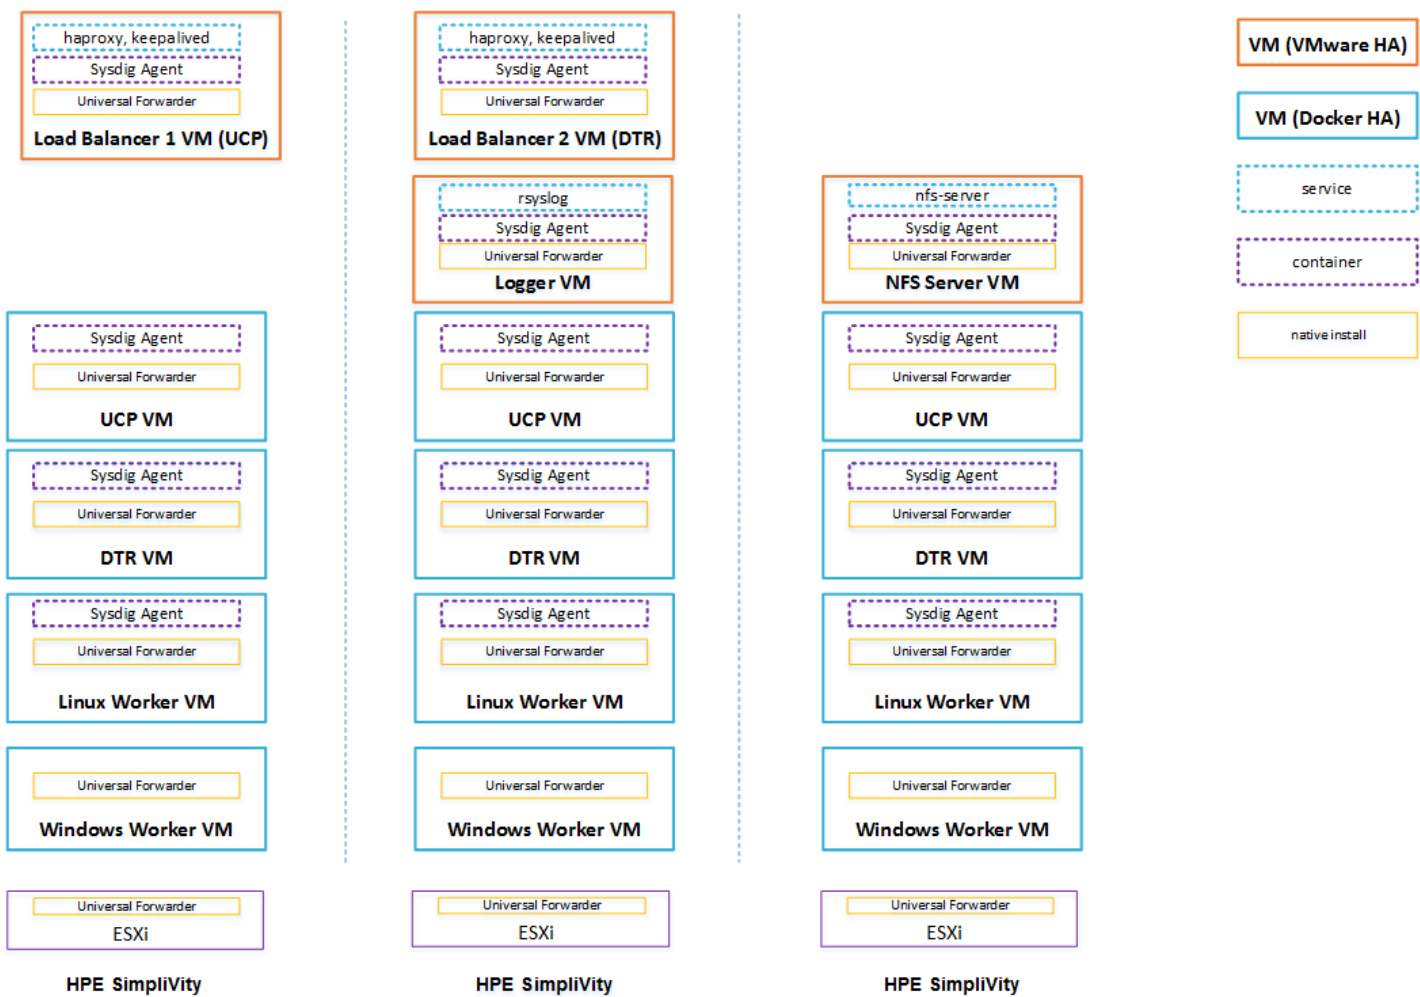 haproxy, keepalived
Sysdig Agent
Universal Forwarder
Load Balancer 1 VM (UCP)
Sysdig Agent
Universal Forwarder
UCP VM
Sysdig Agent
Universal Forwarder
DTR VM
Sysdig Agent
Universal Forwarder
Linux Worker VM
Universal Forwarder
Windows Worker VM
Universal Forwarder
ESXi
HPE SimpliVity
haproxy, keepalived
Sysdig Agent
Universal Forwarder
Load Balancer 2 VM (DTR)
rsyslog
Sysdig Agent
Universal Forwarder
Logger VM
Sysdig Agent
Universal Forwarder
UCP VM
Sysdig Agent
Universal Forwarder
DTR VM
Sysdig Agent
Universal Forwarder
Linux Worker VM
Universal Forwarder
Windows Worker VM
Universal Forwarder
ESXi
HPE SimpliVity
nfs-server
Sysdig Agent
Universal Forwarder
NFS Server VM
Sysdig Agent
Universal Forwarder
UCP VM
Sysdig Agent
Universal Forwarder
DTR VM
Sysdig Agent
Universal Forwarder
Linux Worker VM
Universal Forwarder
Windows Worker VM
Universal Forwarder
ESXi
HPE SimpliVity
VM (VMware HA)
VM (Docker HA)
service
container
native install